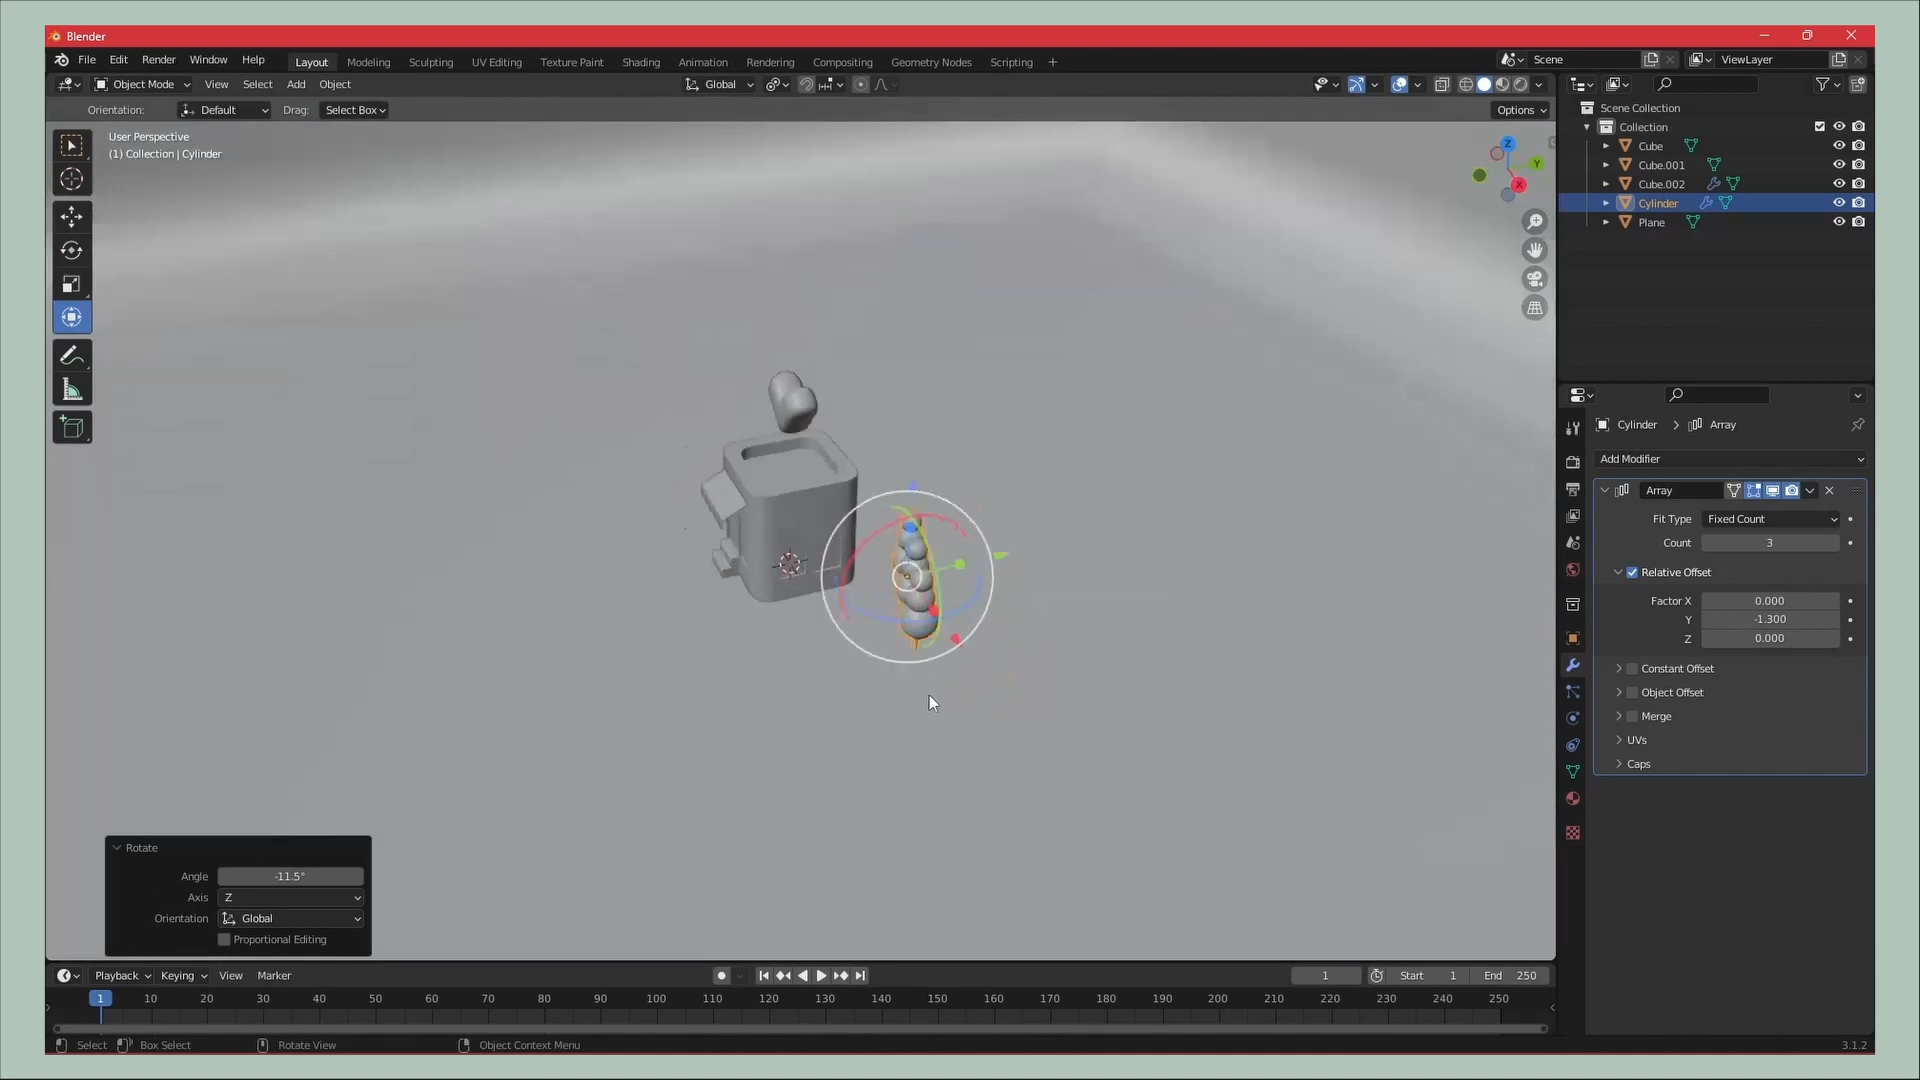 Blender
File Edit Render Window Help Layout Modeling Sculpting UV Editing Texture Paint Shading Animation Rendering Compositing Geometry Nodes Scripting + Scene ViewLayer
Object Mode View Select Add Object Global
Orientation: Default Drag: Select Box Options
User Perspective
(1) Collection | Cylinder
Z
Y
X
Scene Collection
Collection
Cube
Cube.001
Cube.002
Cylinder
Plane
Cylinder > Array
Add Modifier
Array
Fit Type Fixed Count
Count 3
Relative Offset
Factor X 0.000
Y -1.300
Z 0.000
Constant Offset
Object Offset
Merge
UVs
Caps
Rotate
Angle -11.5°
Axis Z
Orientation Global
Proportional Editing
Playback Keying View Marker 1 Start 1 End 250
1 10 20 30 40 50 60 70 80 90 100 110 120 130 140 150 160 170 180 190 200 210 220 230 240 250
Select Box Select Rotate View Object Context Menu 3.1.2